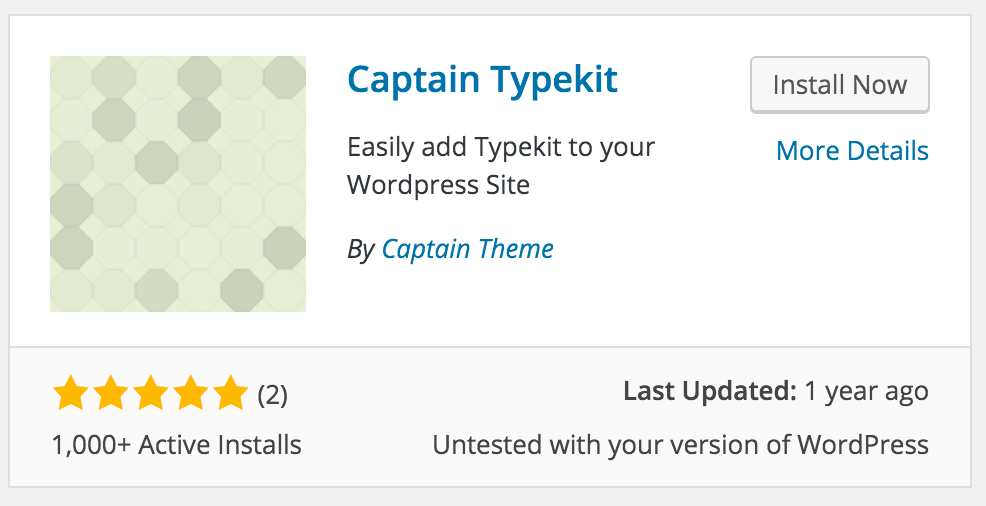 Captain Typekit
Install Now
More Details
Easily add Typekit to your
Wordpress Site
By Captain Theme
(2)
Last Updated: 1 year ago
1,000+ Active Installs
Untested with your version of WordPress